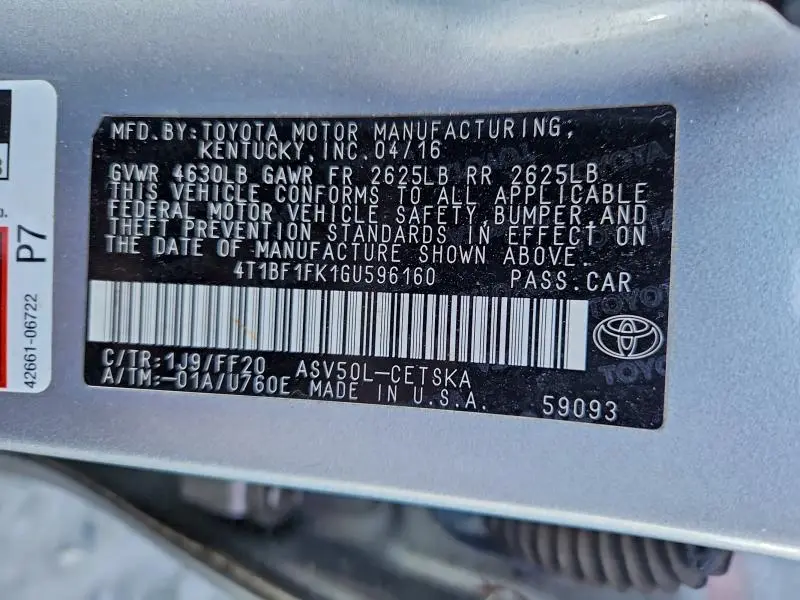 MFD.BY:TOYOTA MOTOR MANUFACTURING,
KENTUCKY,INC.04/16
GVWR 4630LB GAWR FR 2625LB RR 2625LB
THIS VEHICLE CONFORMS TO ALL APPLICABLE
FEDERAL MOTOR VEHICLE SAFETY,BUMPER,AND
THEFT PREVENTION STANDARDS IN EFFECT ON
THE DATE OF MANUFACTURE SHOWN ABOVE.
4T1BF1FK1GU596160 PASS.CAR
C/TR:1J9/FF20 ASV50L-CETSKA
A/TM:-01A/U760E MADE IN U.S.A. 59093
TOYOTA
TOYOTA
P7
42661-06722